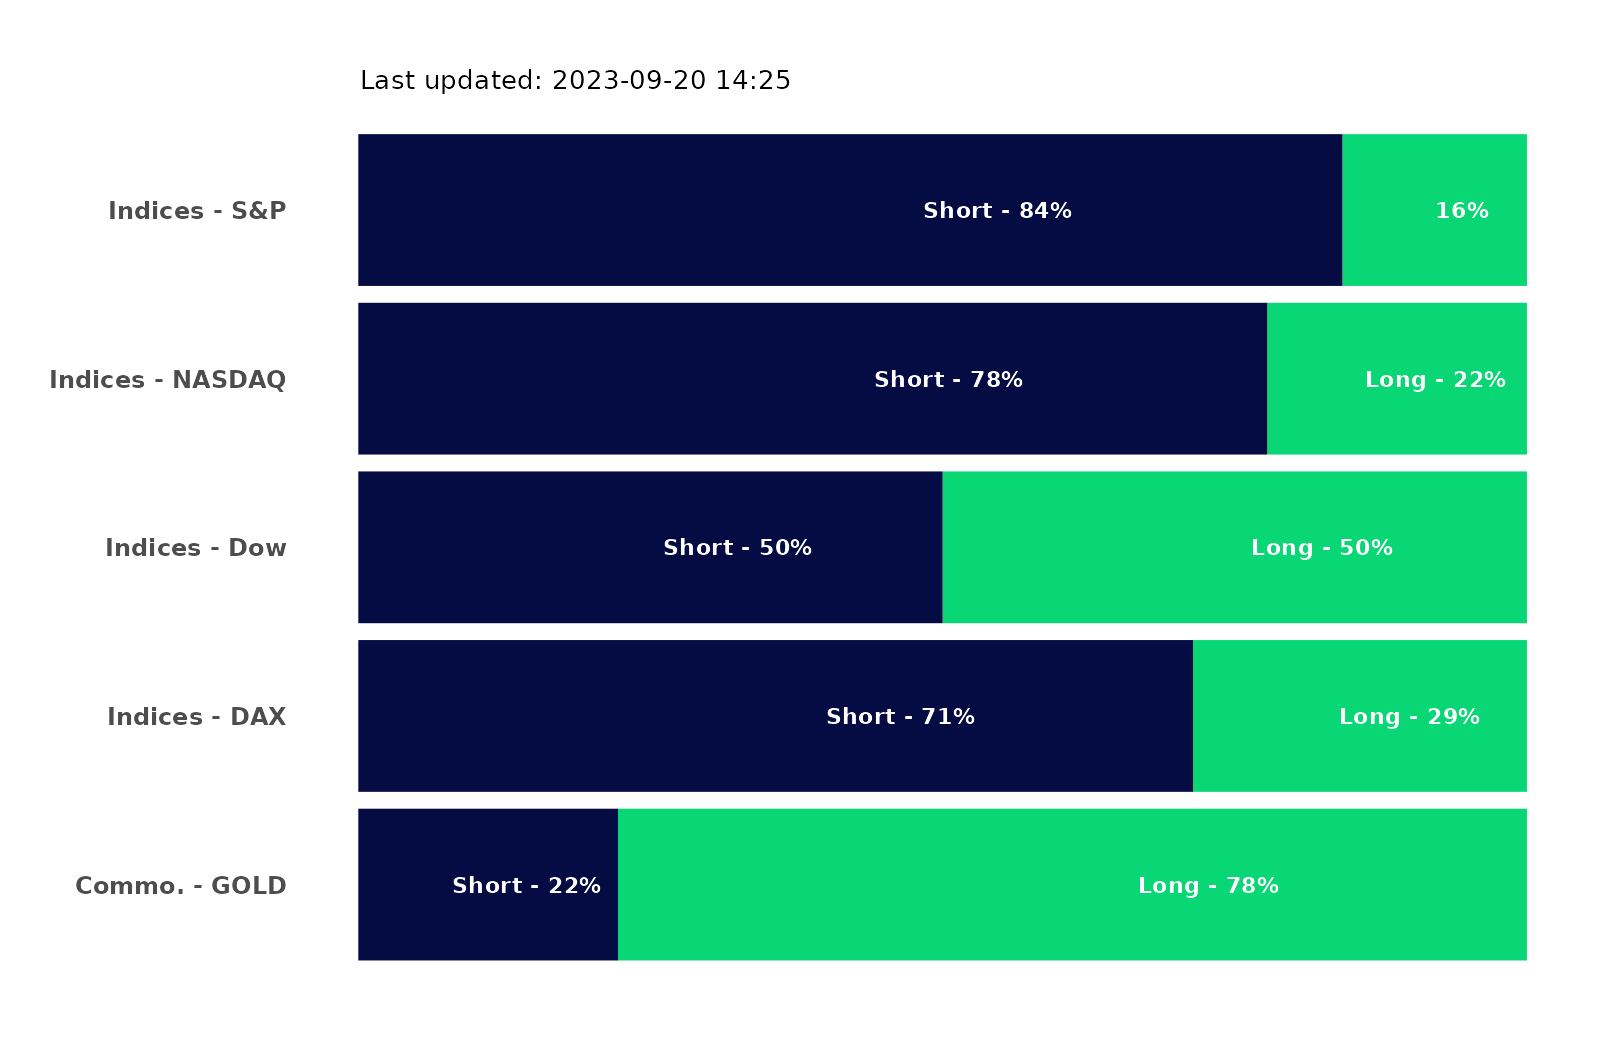 Last updated: 2023-09-20 14:25
Indices - S&P Short - 84% 16%
Indices - NASDAQ Short - 78% Long - 22%
Indices - Dow Short - 50% Long - 50%
Indices - DAX Short - 71% Long - 29%
Commo. - GOLD Short - 22% Long - 78%